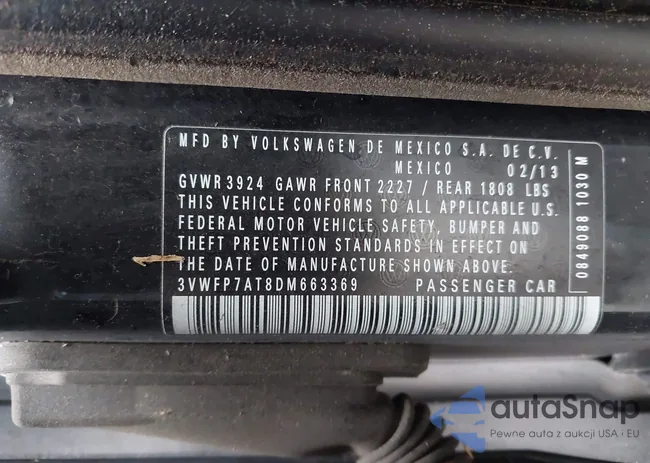 MFD BY VOLKSWAGEN DE MEXICO S.A. DE C.V.
MEXICO 02/13
GVWR 3924 GAWR FRONT 2227 / REAR 1808 LBS
THIS VEHICLE CONFORMS TO ALL APPLICABLE U.S.
FEDERAL MOTOR VEHICLE SAFETY, BUMPER AND
THEFT PREVENTION STANDARDS IN EFFECT ON
THE DATE OF MANUFACTURE SHOWN ABOVE.
3VWFP7AT8DM663369 PASSENGER CAR
0849088 1030 M
autoSnap
Pewne auta z aukcji USA i EU